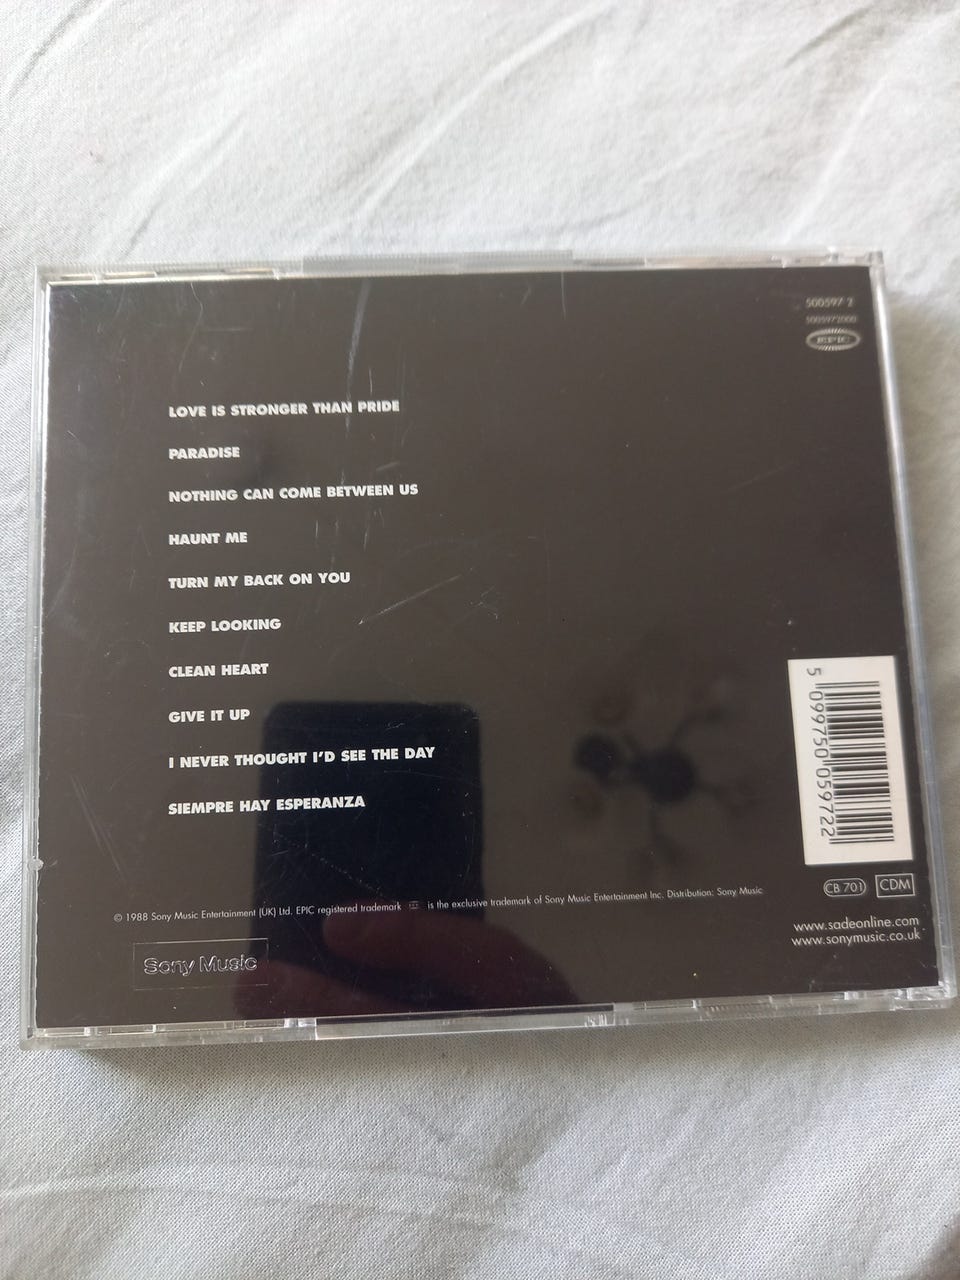 500597 2
5005972000
EPIC
LOVE IS STRONGER THAN PRIDE
PARADISE
NOTHING CAN COME BETWEEN US
HAUNT ME
TURN MY BACK ON YOU
KEEP LOOKING
CLEAN HEART
GIVE IT UP
I NEVER THOUGHT I'D SEE THE DAY
SIEMPRE HAY ESPERANZA
5 099750 059722
CB 701 CDM
© 1988 Sony Music Entertainment (UK) Ltd. EPIC registered trademark is the exclusive trademark of Sony Music Entertainment Inc. Distribution: Sony Music
www.sadeonline.com
www.sonymusic.co.uk
Sony Music